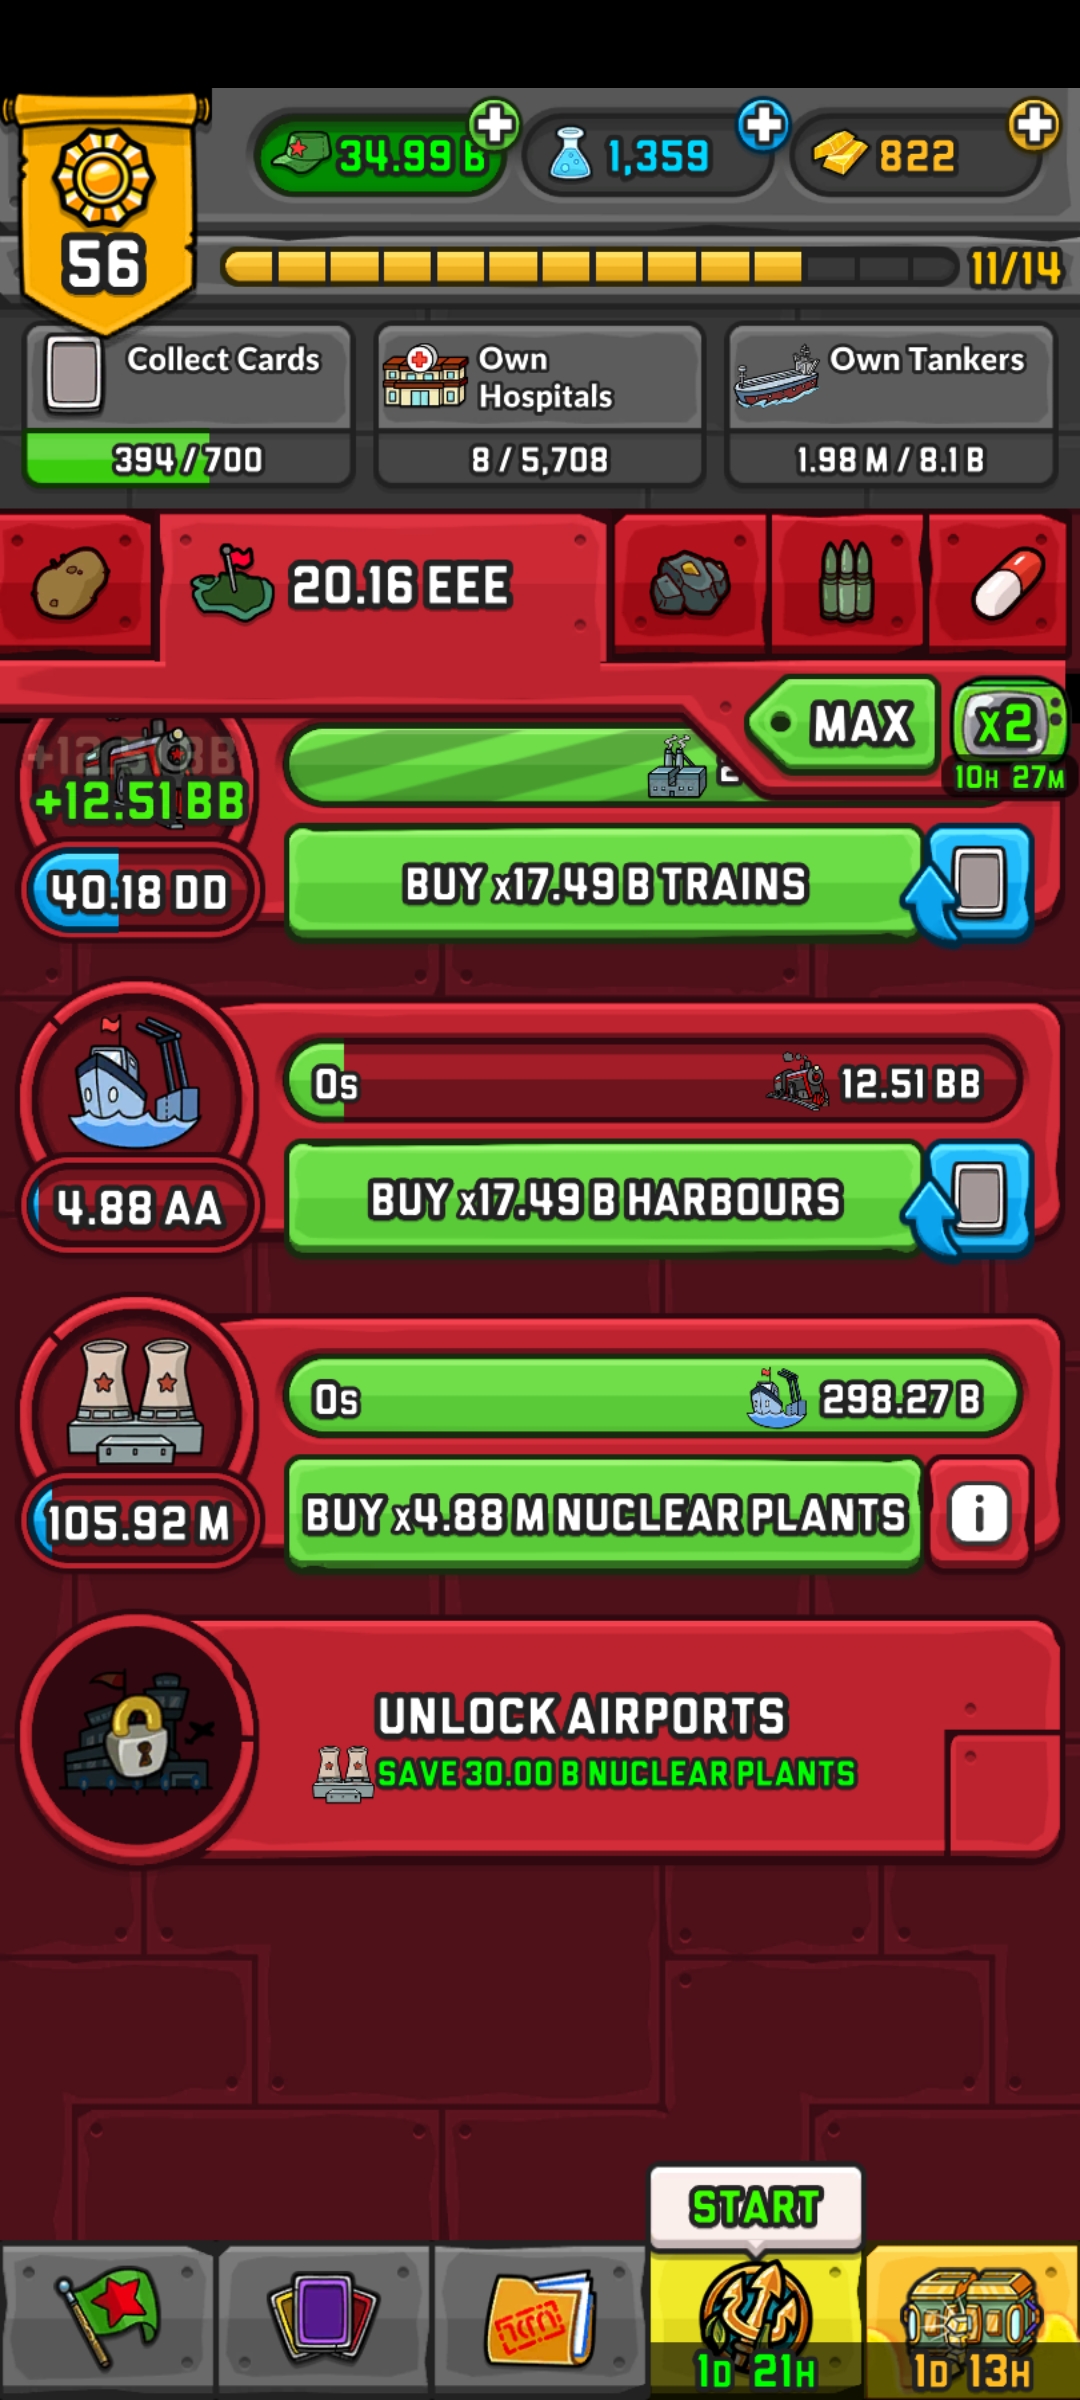 34.99 B
1,359
822
56
11/14
Collect Cards
Own
Hospitals
Own Tankers
394 / 700
8 / 5,708
1.98 M / 8.1 B
20.16 EEE
MAX
x2
10H 27M
+12.51 BB
40.18 DD
BUY x17.49 B TRAINS
0s
12.51 BB
4.88 AA
BUY x17.49 B HARBOURS
0s
298.27 B
105.92 M
BUY x4.88 M NUCLEAR PLANTS
i
UNLOCK AIRPORTS
SAVE 30.00 B NUCLEAR PLANTS
START
1D 21H
1D 13H